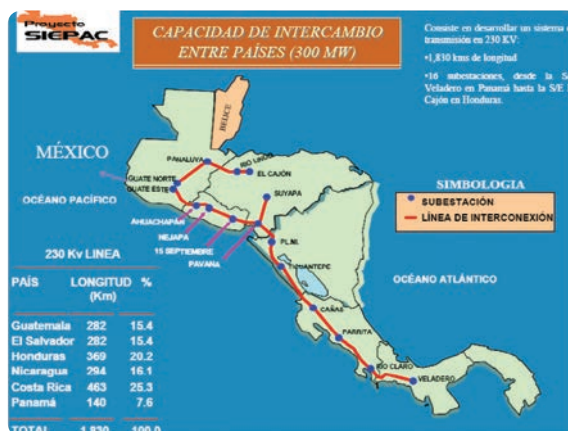 Proyecto
SIEPAC
CAPACIDAD DE INTERCAMBIO
ENTRE PAÍSES (300 MW)
Consiste en desarrollar un sistema
transmisión en 230 KV:
•1,830 kms de longitud
•16 subestaciones, desde la
Veladero en Panamá hasta la S/E
Cajón en Honduras.
BELICE
MÉXICO
PANALUYA
RIO LINDO
EL CAJÓN
GUATE NORTE
GUATE ESTE
SUYAPA
OCÉANO PACÍFICO
AHUACHAPÁN
NEJAPA
15 SEPTIEMBRE
PAVANA
PL.NI.
CAÑAS
PARRITA
RIO CLARO
VELADERO
SIMBOLOGIA
SUBESTACIÓN
LÍNEA DE INTERCONEXIÓN
OCÉANO ATLÁNTICO
230 Kv LINEA
PAÍS LONGITUD %
(Km)
Guatemala 282 15.4
El Salvador 282 15.4
Honduras 369 20.2
Nicaragua 294 16.1
Costa Rica 463 25.3
Panamá 140 7.6
TOTAL 1,830 100.0